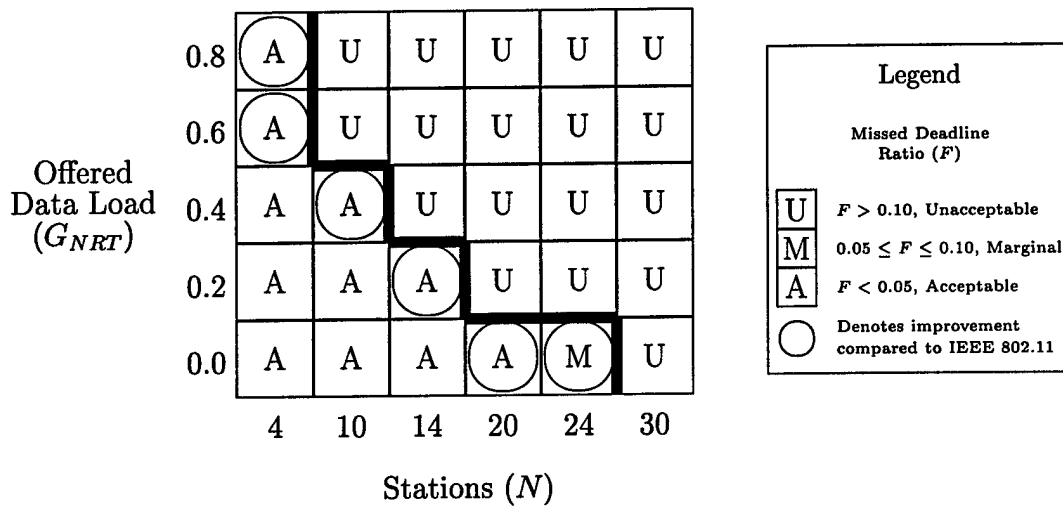 0.8 A U U U U U
0.6 A U U U U U
0.4 A A U U U U
0.2 A A A U U U
0.0 A A A A M U
4 10 14 20 24 30
Offered
Data Load
(G_NRT)
Stations (N)
Legend
Missed Deadline
Ratio (F)
U F > 0.10, Unacceptable
M 0.05 ≤ F ≤ 0.10, Marginal
A F < 0.05, Acceptable
Denotes improvement
compared to IEEE 802.11